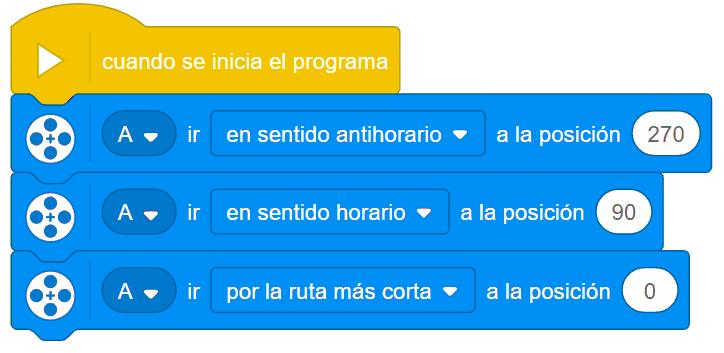 cuando se inicia el programa
A ir en sentido antihorario a la posición 270
A ir en sentido horario a la posición 90
A ir por la ruta más corta a la posición 0